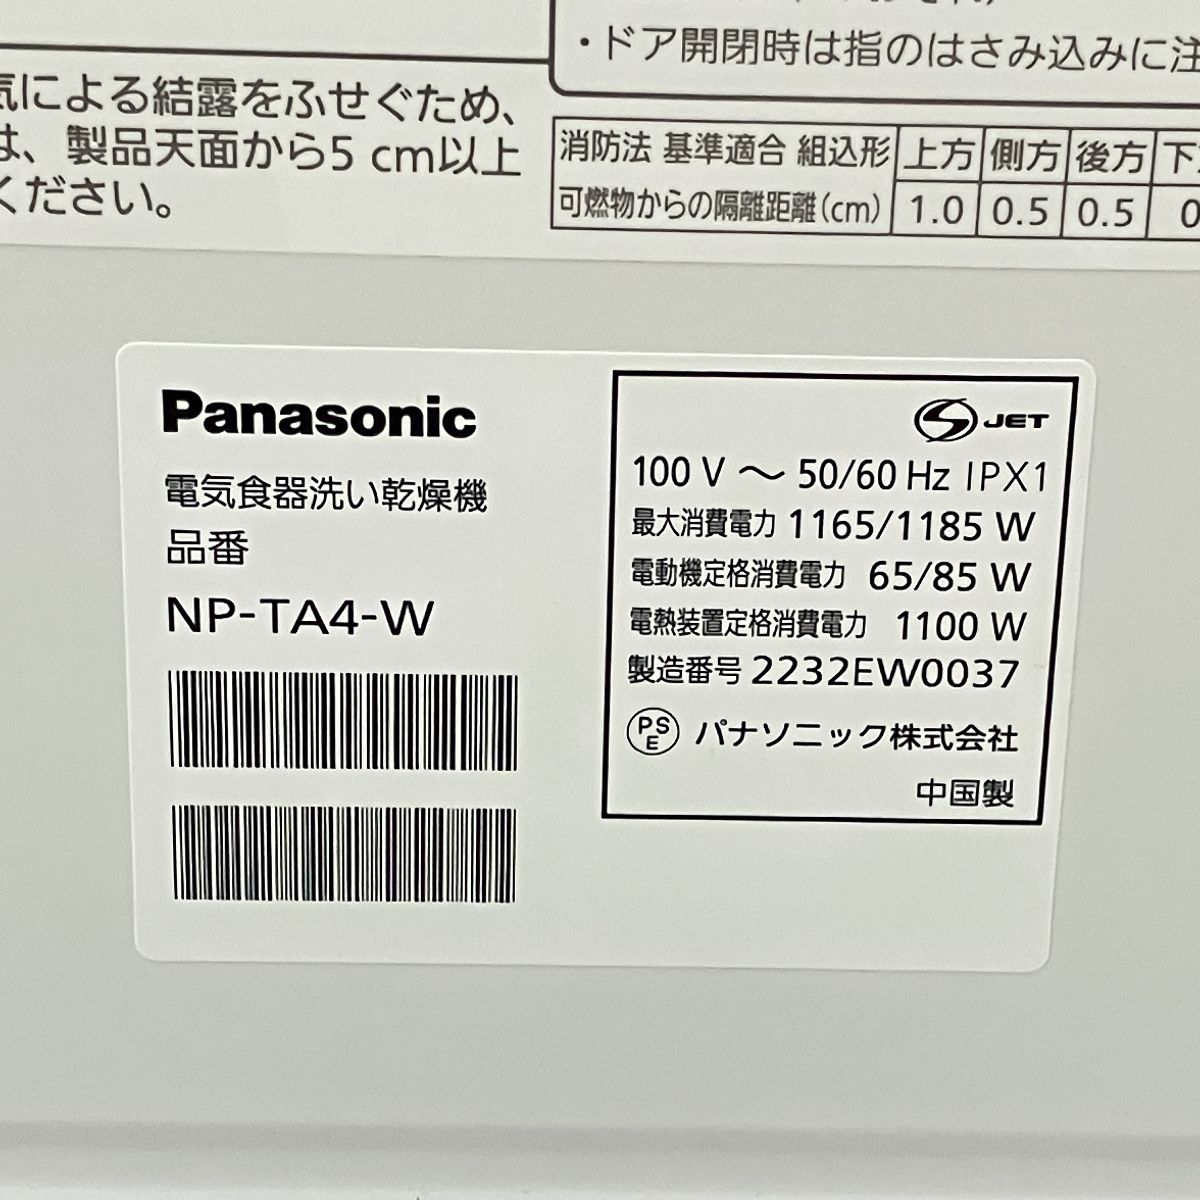 ・ドア開閉時は指のはさみ込みに注
気による結露をふせぐため、
は、製品天面から5 cm以上
ください。
消防法 基準適合 組込形 上方 側方 後方
可燃物からの隔離距離(cm) 1.0 0.5 0.5 0
Panasonic
電気食器洗い乾燥機
品番
NP-TA4-W
S JET
100 V ～ 50/60 Hz IPX1
最大消費電力 1165/1185 W
電動機定格消費電力 65/85 W
電熱装置定格消費電力 1100 W
製造番号 2232EW0037
PSE パナソニック株式会社
中国製